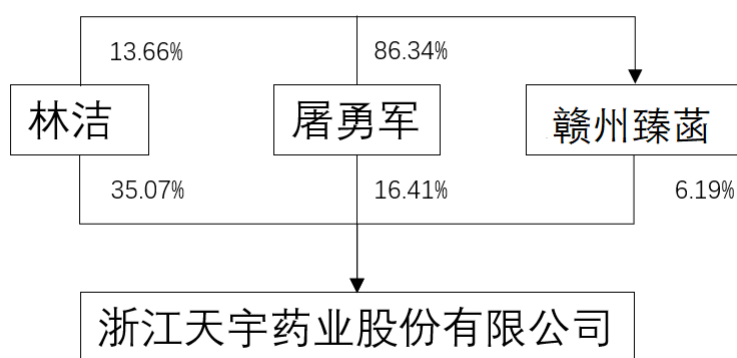 13.66%
86.34%
林洁
屠勇军
赣州臻菡
35.07%
16.41%
6.19%
浙江天宇药业股份有限公司